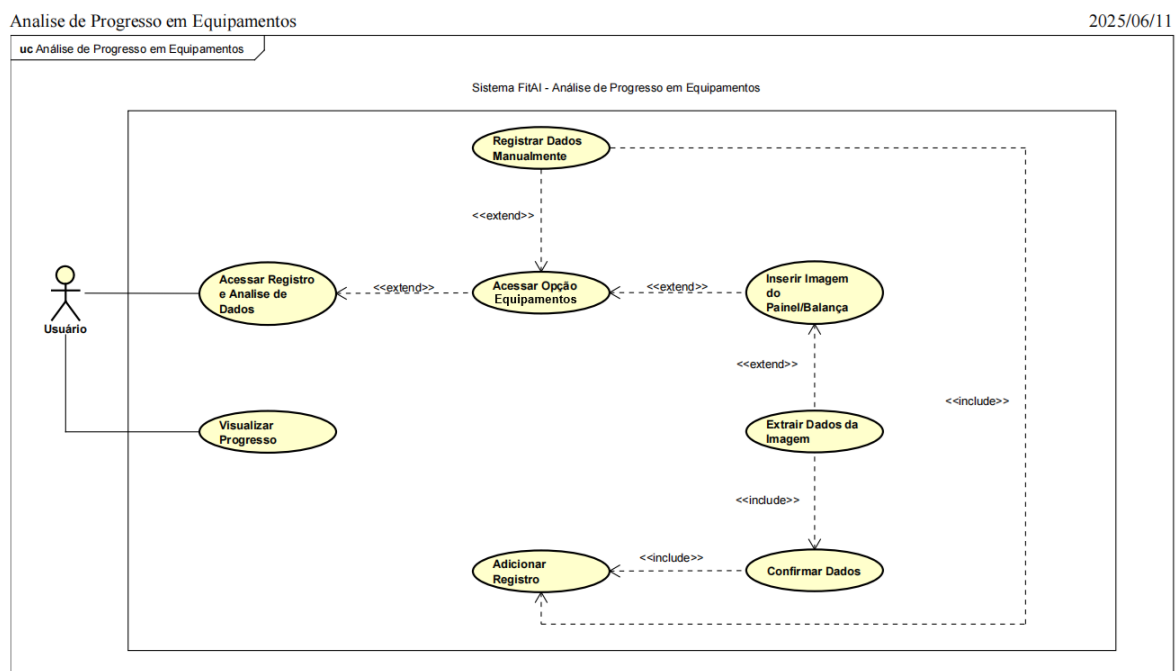 Analise de Progresso em Equipamentos
2025/06/11
uc Análise de Progresso em Equipamentos
Sistema FitAI - Análise de Progresso em Equipamentos
Registrar Dados
Manualmente
<<extend>>
Acessar Registro
e Analise de
Dados
<<extend>>
Acessar Opção
Equipamentos
<<extend>>
Inserir Imagem
do
Painel/Balança
Usuário
<<extend>>
<<include>>
Visualizar
Progresso
Extrair Dados da
Imagem
<<include>>
Adicionar
Registro
<<include>>
Confirmar Dados